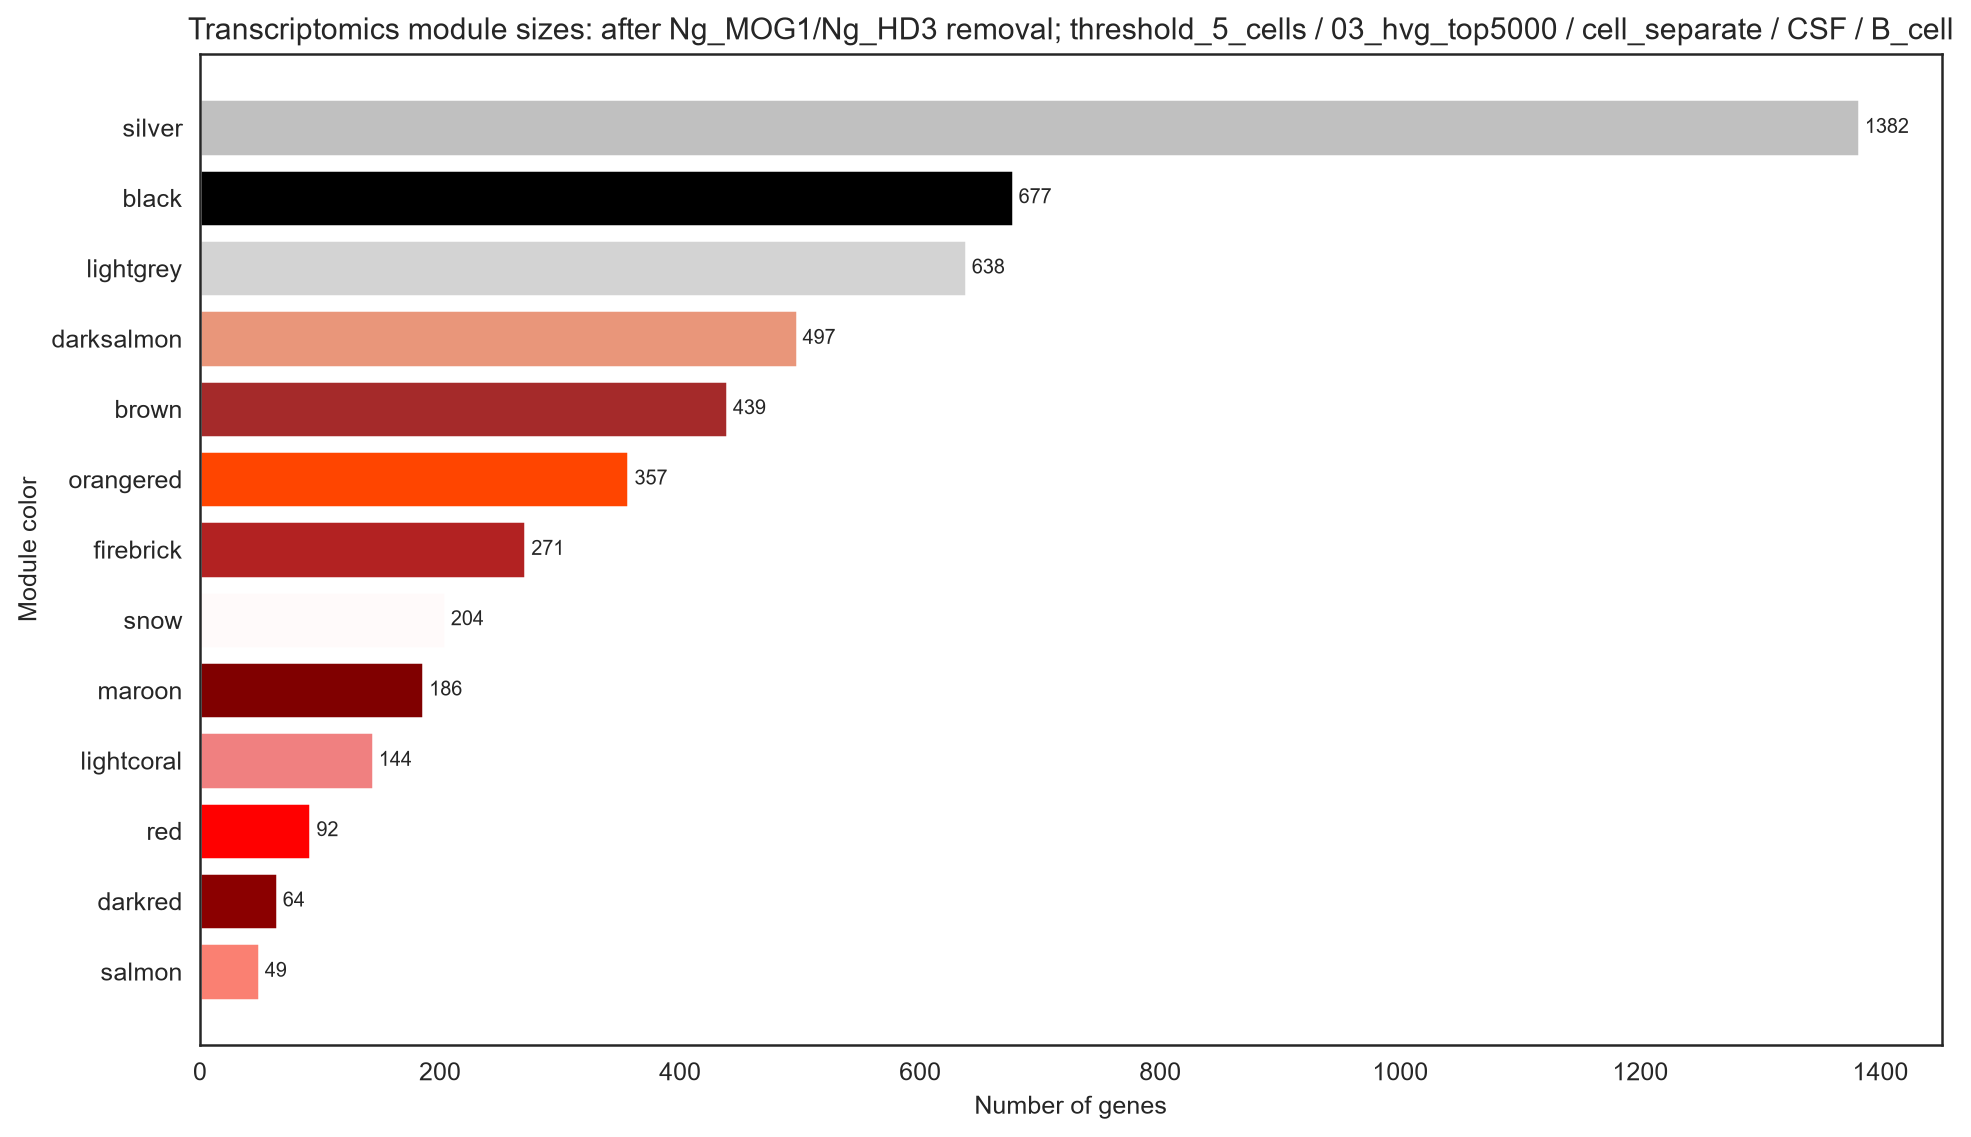 Transcriptomics module sizes: after Ng_MOG1/Ng_HD3 removal; threshold_5_cells / 03_hvg_top5000 / cell_separate / CSF / B_cell
silver 1382
black 677
lightgrey 638
darksalmon 497
brown 439
orangered 357
firebrick 271
snow 204
maroon 186
lightcoral 144
red 92
darkred 64
salmon 49
Module color
0 200 400 600 800 1000 1200 1400
Number of genes